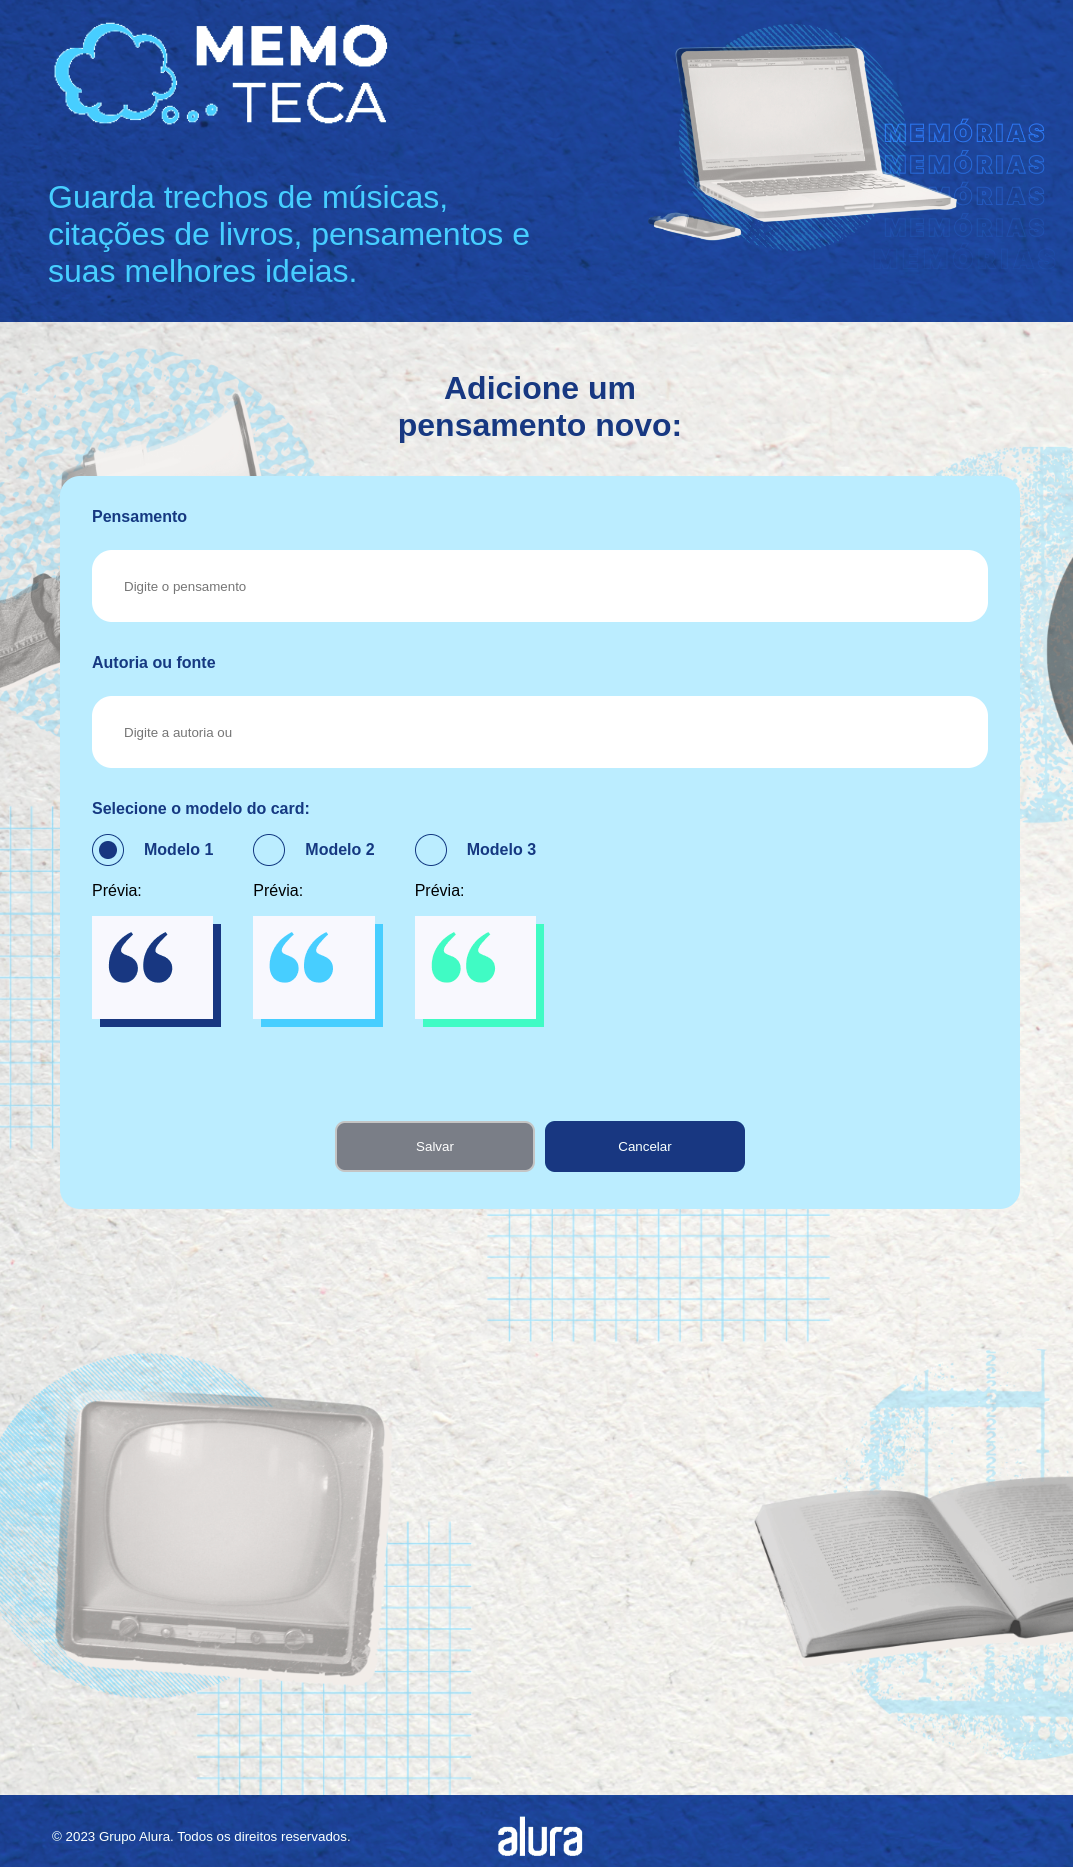 MEMO
TECA
MEMÓRIAS
MEMÓRIAS
MEMÓRIAS
Guarda trechos de músicas,
citações de livros, pensamentos e
suas melhores ideias.
Adicione um
pensamento novo:
Pensamento
Digite o pensamento
Autoria ou fonte
Digite a autoria ou
Selecione o modelo do card:
Modelo 1 Modelo 2 Modelo 3
Prévia: Prévia: Prévia:
Salvar Cancelar
© 2023 Grupo Alura. Todos os direitos reservados.
alura